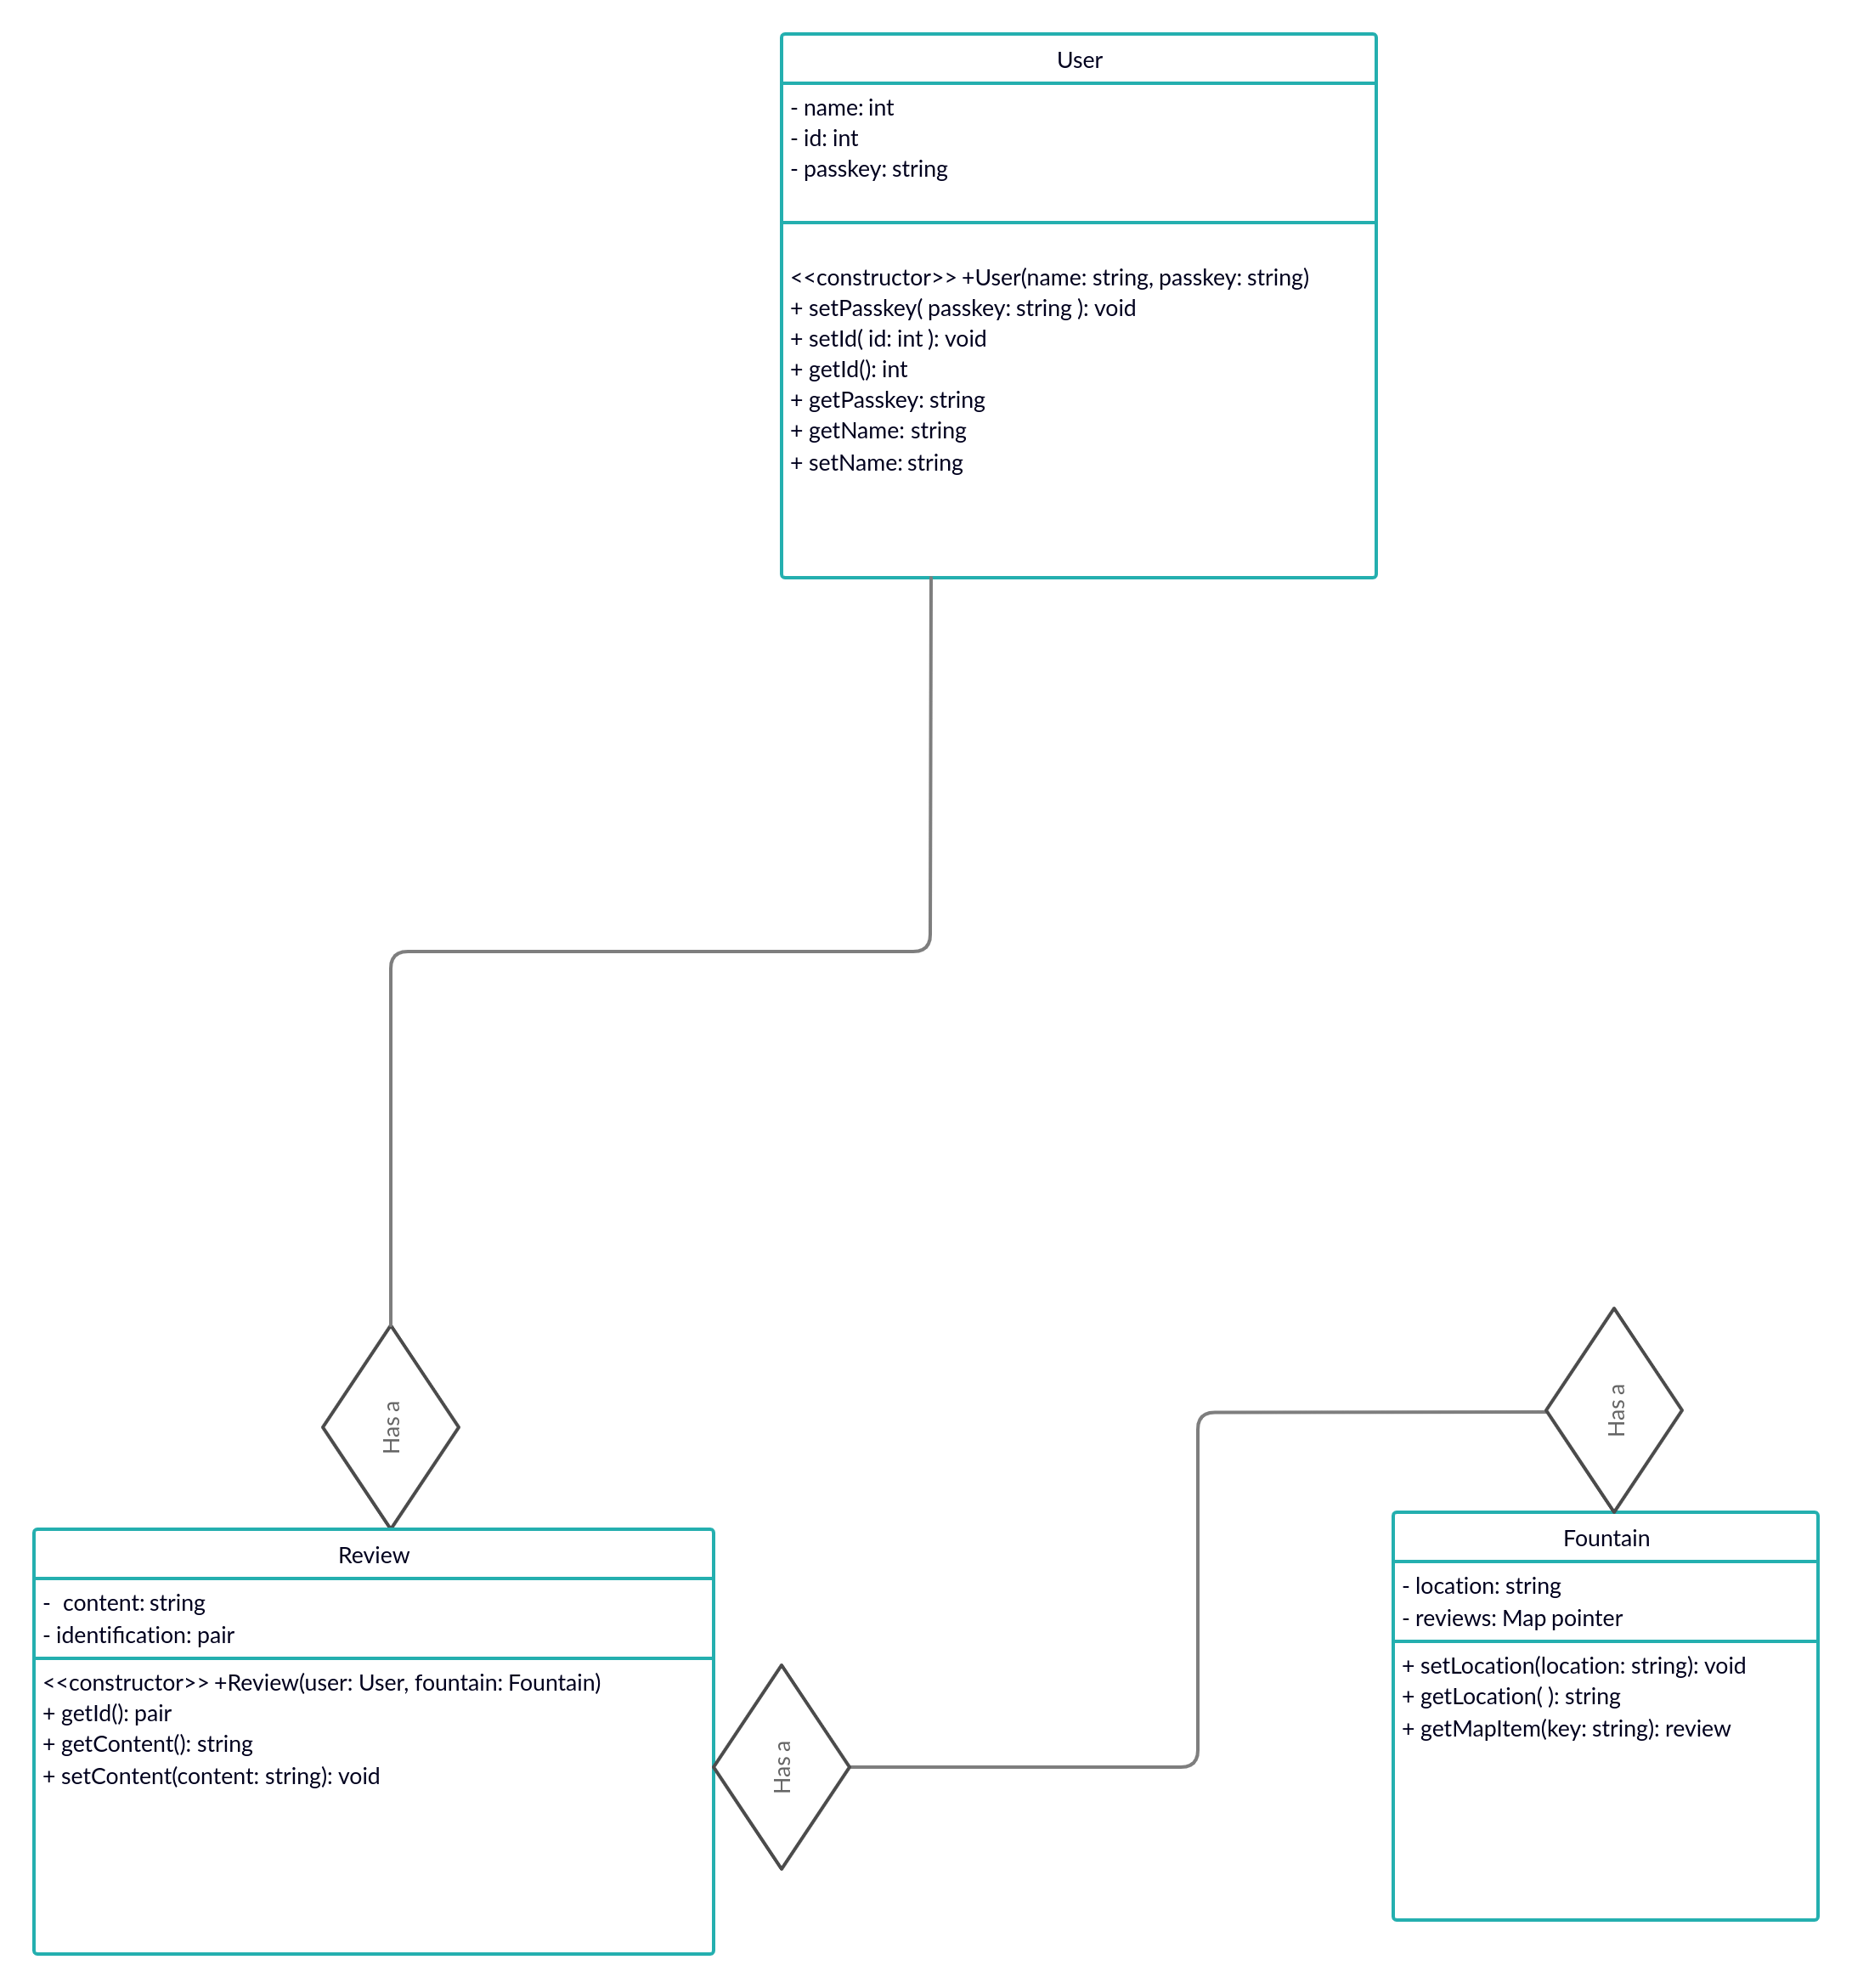 User
- name: int
- id: int
- passkey: string
<<constructor>> +User(name: string, passkey: string)
+ setPasskey( passkey: string ): void
+ setId( id: int ): void
+ getId(): int
+ getPasskey: string
+ getName: string
+ setName: string
Has a
Review
-  content: string
- identification: pair
<<constructor>> +Review(user: User, fountain: Fountain)
+ getId(): pair
+ getContent(): string
+ setContent(content: string): void
Has a
Has a
Fountain
- location: string
- reviews: Map pointer
+ setLocation(location: string): void
+ getLocation( ): string
+ getMapItem(key: string): review